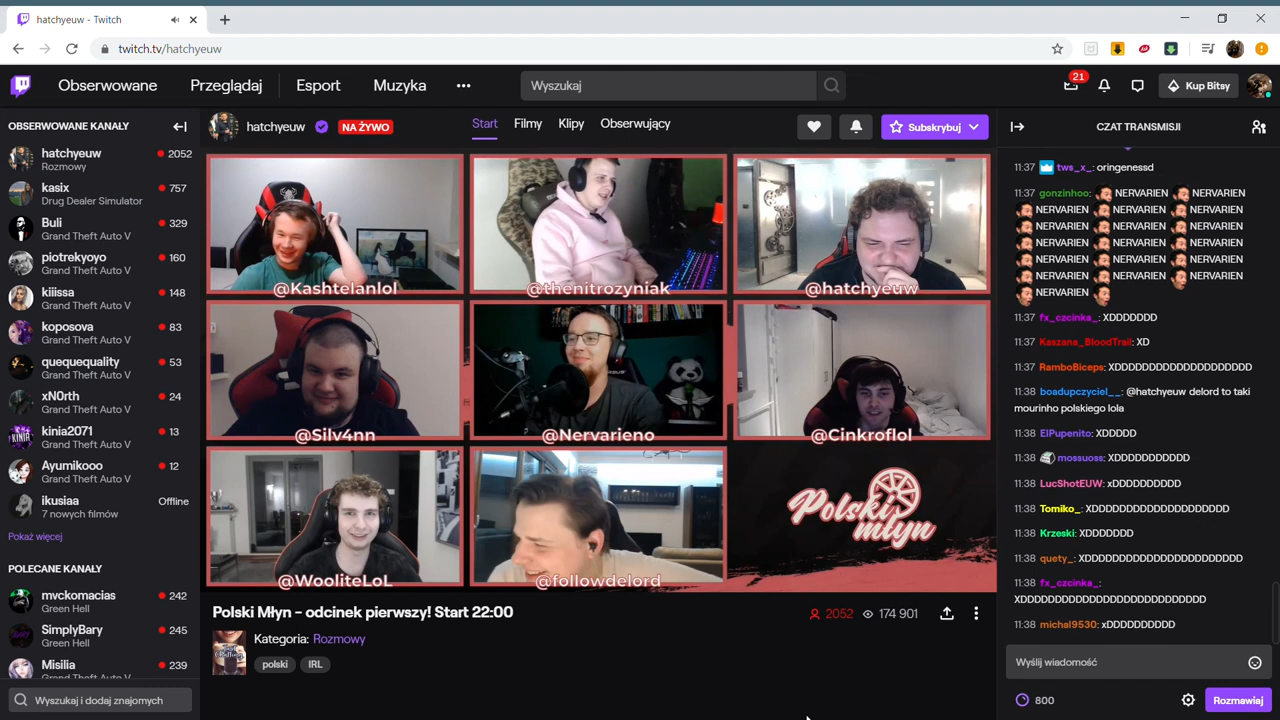 hatchyeuw - Twitch
twitch.tv/hatchyeuw
Obserwowane
Przeglądaj
Esport
Muzyka
Wyszukaj
21
Kup Bitsy
OBSERWOWANE KANAŁY
hatchyeuw 2052
Rozmowy
kasix 757
Drug Dealer Simulator
Buli 329
Grand Theft Auto V
piotrekyoyo 160
Grand Theft Auto V
kiiissa 148
Grand Theft Auto V
koposova 83
Grand Theft Auto V
quequequality 53
Grand Theft Auto V
xN0rth 24
Grand Theft Auto V
kinia2071 13
Grand Theft Auto V
Ayumikooo 12
Grand Theft Auto V
ikusiaa Offline
7 nowych filmów
Pokaż więcej
POLECANE KANAŁY
mvckomacias 242
Green Hell
SimplyBary 245
Green Hell
Misilia 239
Grand Theft Auto V
Wyszukaj i dodaj znajomych
hatchyeuw NA ŻYWO
Start Filmy Klipy Obserwujący
Subskrybuj
@Kashtelanlol
@thenitrozyniak
@hatchyeuw
@Silv4nn
@Nervarieno
@Cinkroflol
@WooliteLoL
@followdelord
Polski
młyn
Polski Młyn - odcinek pierwszy! Start 22:00
2052 174 901
Kategoria: Rozmowy
polski IRL
CZAT TRANSMISJI
11:37 tws_x_: oringenessd
11:37 gonzinhoo: NERVARIEN NERVARIEN
NERVARIEN NERVARIEN NERVARIEN
NERVARIEN NERVARIEN NERVARIEN
NERVARIEN NERVARIEN NERVARIEN
NERVARIEN NERVARIEN NERVARIEN
NERVARIEN NERVARIEN NERVARIEN
NERVARIEN
11:37 fx_czcinka_: XDDDDDDD
11:37 Kaszana_BloodTrail: XD
11:37 RamboBiceps: XDDDDDDDDDDDDDDDDDDDD
11:38 boadupczyciel__: @hatchyeuw delord to taki
mourinho polskiego lola
11:38 ElPupenito: XDDDDD
11:38 mossuoss: XDDDDDDDDDDDD
11:38 LucShotEUW: xDDDDDDDDDD
11:38 Tomiko_: XDDDDDDDDDDDDDDDDDDDD
11:38 Krzeski: XDDDDDDD
11:38 quety_: XDDDDDDDDDDDDDDDDDDDDDD
11:38 fx_czcinka_:
XDDDDDDDDDDDDDDDDDDDDDDDDDD
11:38 michal9530: xDDDDDDDDDD
Wyślij wiadomość
800
Rozmawiaj